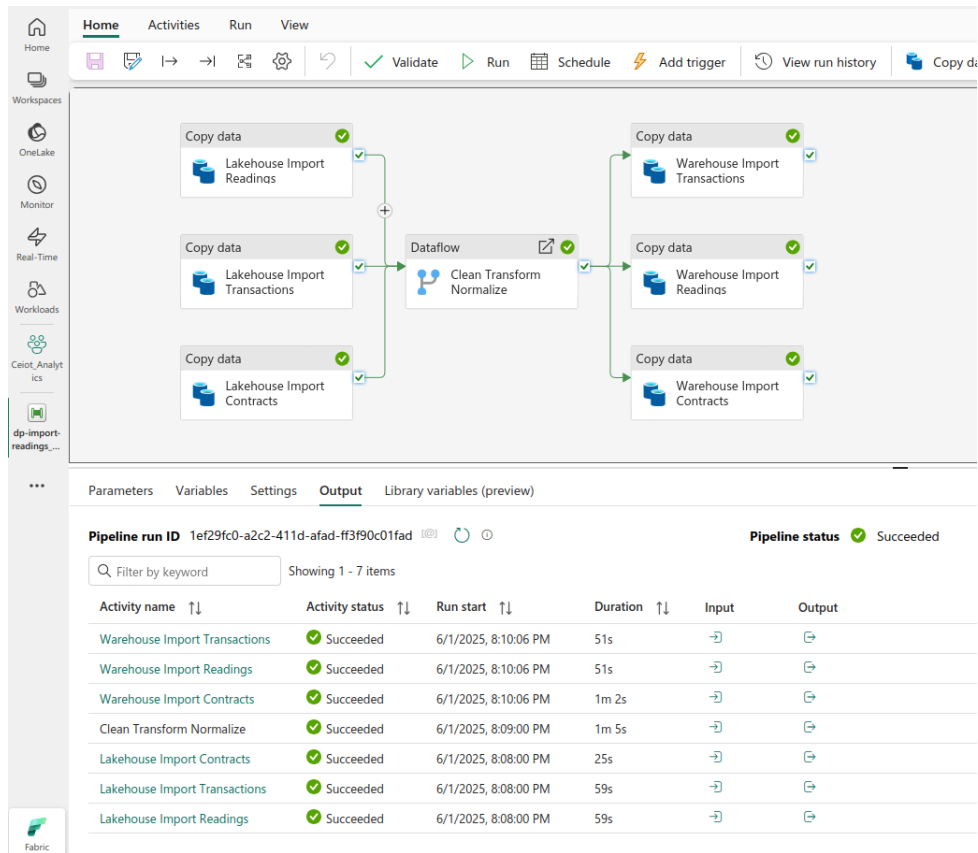 Home
Workspaces
OneLake
Monitor
Real-Time
Workloads
Ceiot_Analyt
ics
dp-import-
readings_...
Fabric
Home Activities Run View
Validate Run Schedule Add trigger View run history Copy da
Copy data
Lakehouse Import
Readings
Copy data
Lakehouse Import
Transactions
Copy data
Lakehouse Import
Contracts
Dataflow
Clean Transform
Normalize
Copy data
Warehouse Import
Transactions
Copy data
Warehouse Import
Readings
Copy data
Warehouse Import
Contracts
Parameters Variables Settings Output Library variables (preview)
Pipeline run ID 1ef29fc0-a2c2-411d-afad-ff3f90c01fad Pipeline status Succeeded
Filter by keyword Showing 1 - 7 items
Activity name Activity status Run start Duration Input Output
Warehouse Import Transactions Succeeded 6/1/2025, 8:10:06 PM 51s
Warehouse Import Readings Succeeded 6/1/2025, 8:10:06 PM 51s
Warehouse Import Contracts Succeeded 6/1/2025, 8:10:06 PM 1m 2s
Clean Transform Normalize Succeeded 6/1/2025, 8:09:00 PM 1m 5s
Lakehouse Import Contracts Succeeded 6/1/2025, 8:08:00 PM 25s
Lakehouse Import Transactions Succeeded 6/1/2025, 8:08:00 PM 59s
Lakehouse Import Readings Succeeded 6/1/2025, 8:08:00 PM 59s